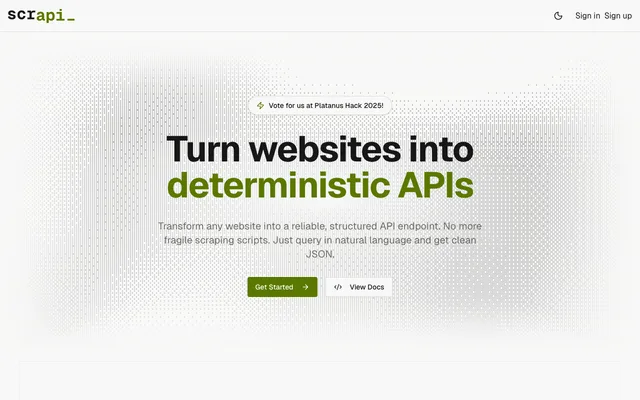 scrapi_
Sign in Sign up
Vote for us at Platanus Hack 2025!
Turn websites into
deterministic APIs
Transform any website into a reliable, structured API endpoint. No more
fragile scraping scripts. Just query in natural language and get clean
JSON.
Get Started →
</> View Docs